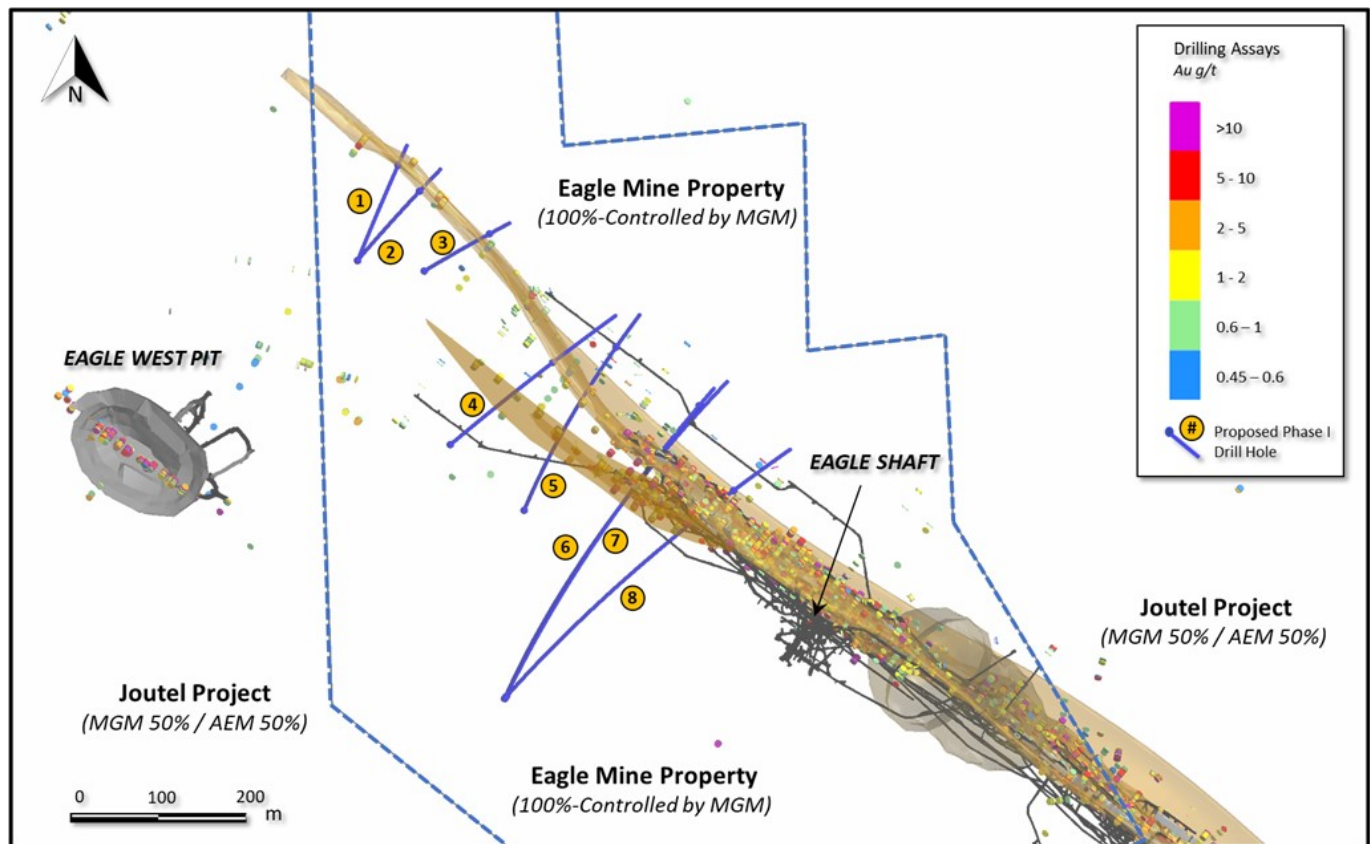 N
Drilling Assays
Au g/t
>10
5 - 10
2 - 5
1 - 2
0.6 – 1
0.45 – 0.6
#
Proposed Phase I
Drill Hole
Eagle Mine Property
(100%-Controlled by MGM)
1
2
3
EAGLE WEST PIT
4
5
6
7
8
EAGLE SHAFT
Joutel Project
(MGM 50% / AEM 50%)
Joutel Project
(MGM 50% / AEM 50%)
Eagle Mine Property
(100%-Controlled by MGM)
0 100 200
m